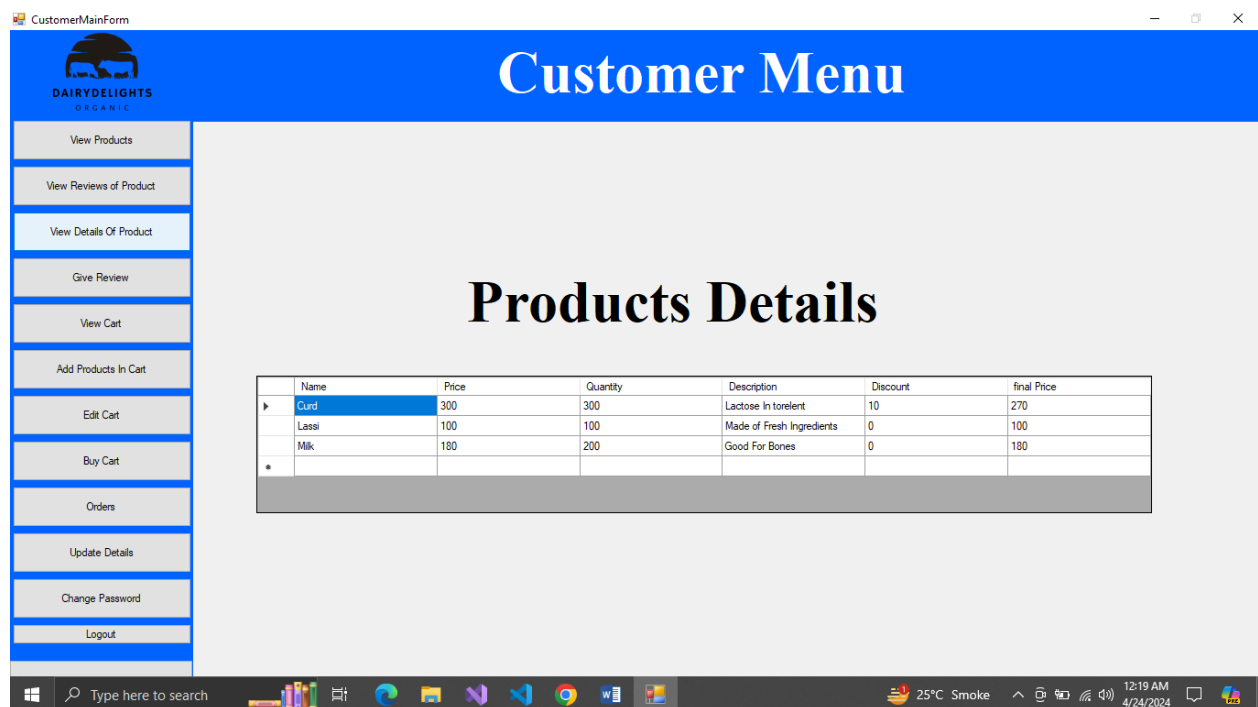 CustomerMainForm
DAIRYDELIGHTS
ORGANIC
Customer Menu
View Products
View Reviews of Product
View Details Of Product
Give Review
View Cart
Add Products In Cart
Edit Cart
Buy Cart
Orders
Update Details
Change Password
Logout
Products Details
Name Price Quantity Description Discount final Price
Curd 300 300 Lactose In torelent 10 270
Lassi 100 100 Made of Fresh Ingredients 0 100
Milk 180 200 Good For Bones 0 180
Type here to search
25°C Smoke
12:19 AM
4/24/2024